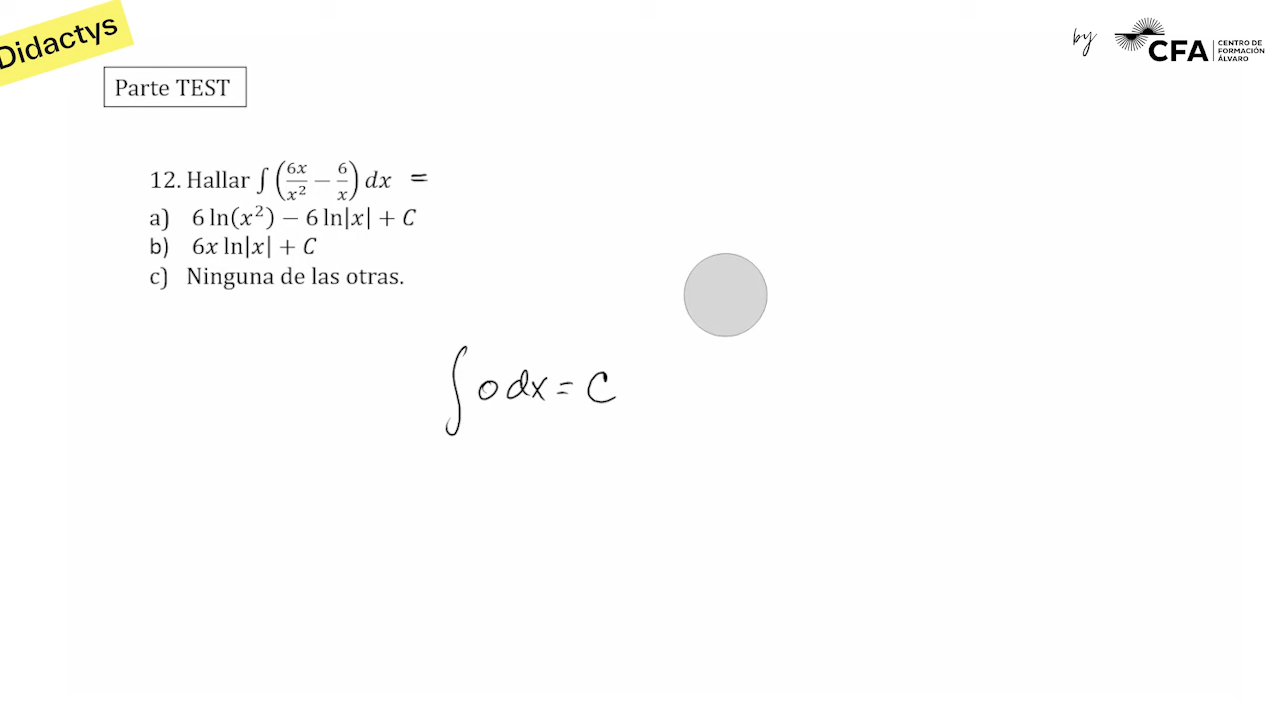 Didactys
by CFA CENTRO DE FORMACIÓN ÁLVARO
Parte TEST
12. Hallar ∫ (6x/x² − 6/x) dx =
a) 6 ln(x²) − 6 ln|x| + C
b) 6x ln|x| + C
c) Ninguna de las otras.
∫ 0 dx = C